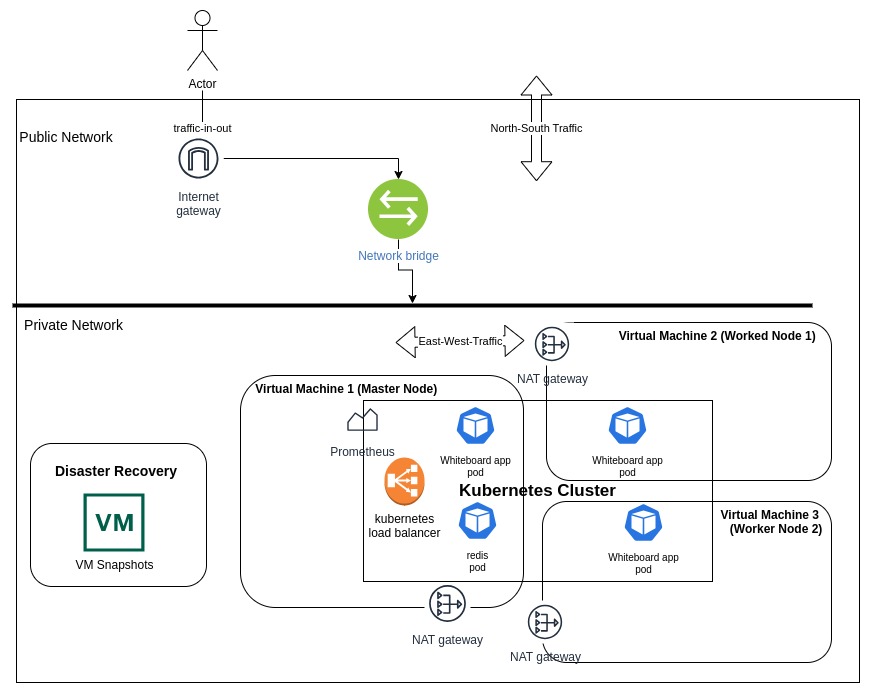 Actor
traffic-in-out
Public Network
North-South Traffic
Internet
gateway
Network bridge
Private Network
East-West-Traffic
Virtual Machine 2 (Worked Node 1)
NAT gateway
Virtual Machine 1 (Master Node)
Prometheus
Whiteboard app
pod
Whiteboard app
pod
Disaster Recovery
VM
VM Snapshots
Kubernetes Cluster
kubernetes
load balancer
Virtual Machine 3
(Worker Node 2)
redis
pod
Whiteboard app
pod
NAT gateway
NAT gateway